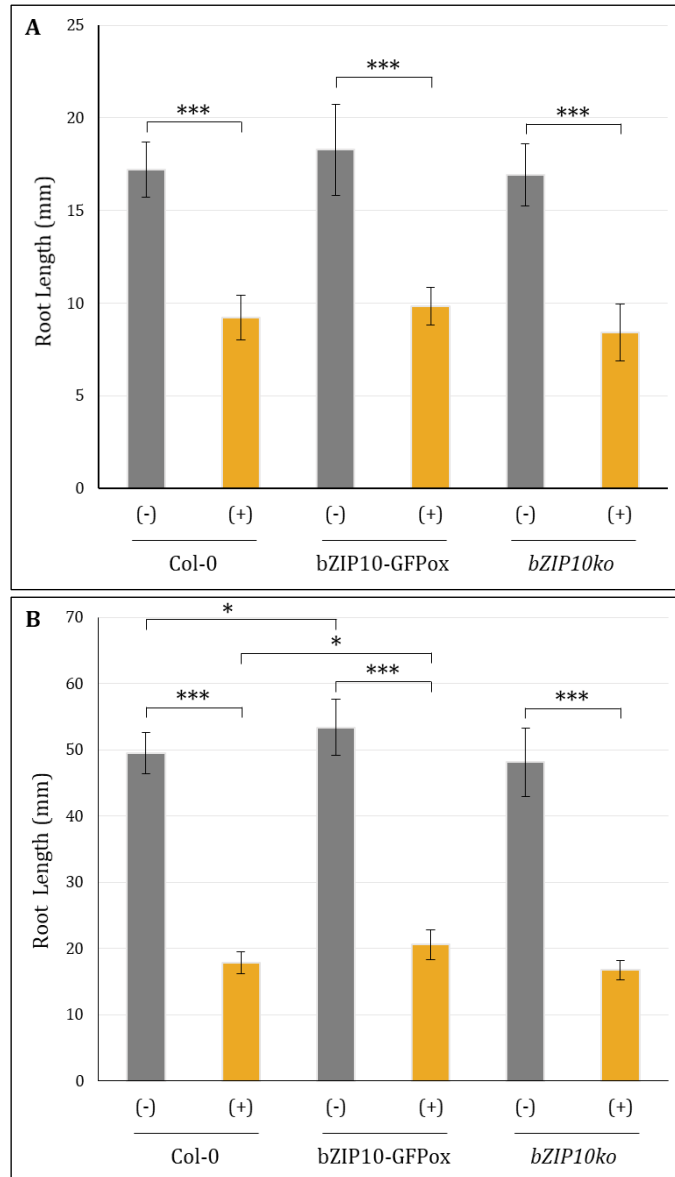 A
25
20
15
10
5
0
Root Length (mm)
***
***
***
(-) (+) (-) (+) (-) (+)
Col-0 bZIP10-GFPox bZIP10ko
B
70
60
50
40
30
20
10
0
Root Length (mm)
*
*
***
***
***
(-) (+) (-) (+) (-) (+)
Col-0 bZIP10-GFPox bZIP10ko